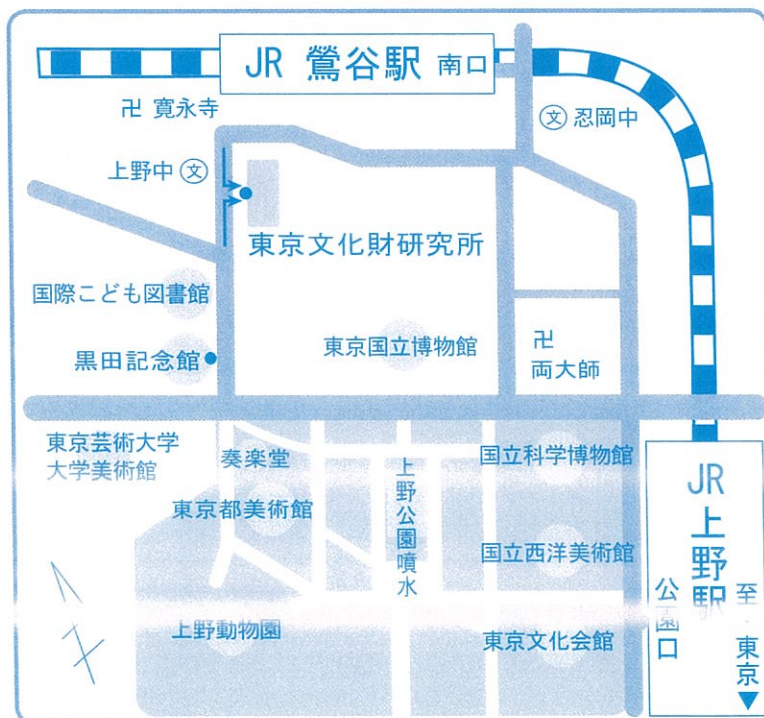 JR 鶯谷駅 南口
卍 寛永寺
文 忍岡中
上野中 文
東京文化財研究所
国際こども図書館
黒田記念館
東京国立博物館
卍
両大師
東京芸術大学
大学美術館
奏楽堂
東京都美術館
上野公園噴水
国立科学博物館
国立西洋美術館
上野動物園
東京文化会館
JR 上野駅
公園口
至 東京